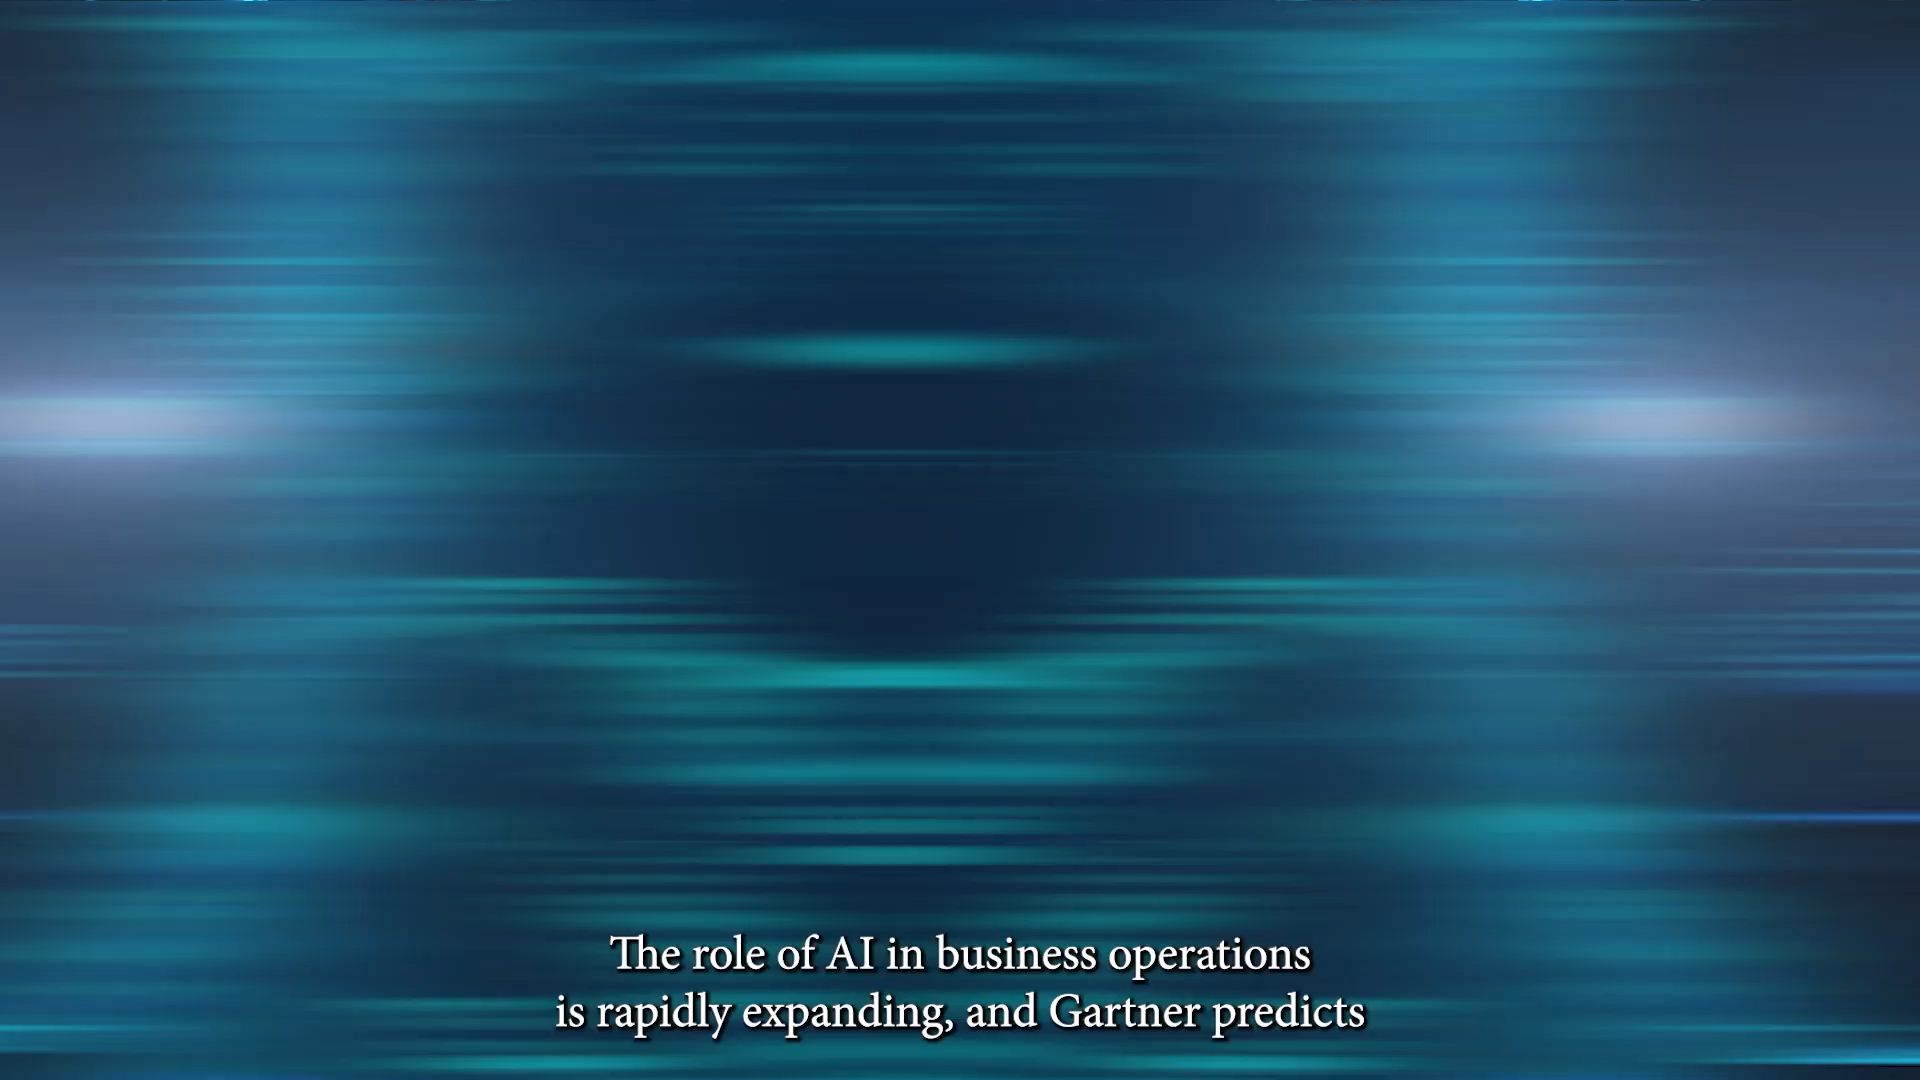 The role of AI in business operations
is rapidly expanding, and Gartner predicts